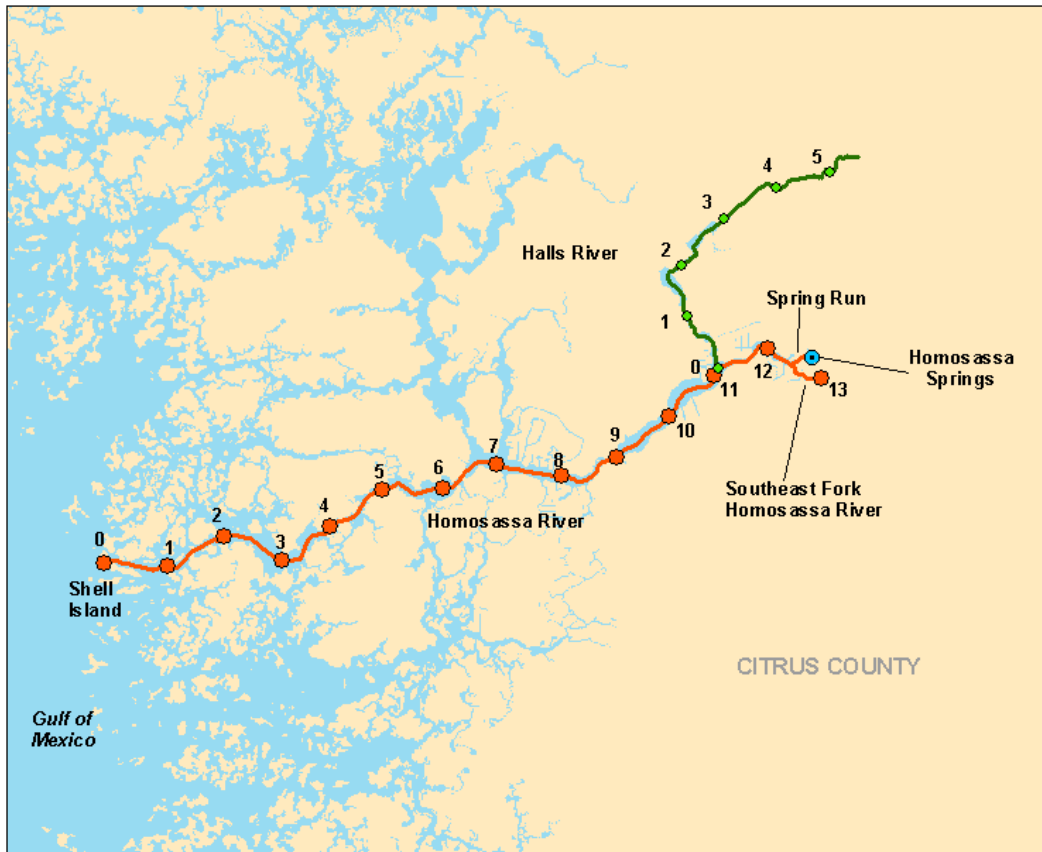 5
4
3
Halls River
2
Spring Run
1
Homosassa
Springs
0
12
11
13
10
9
7
8
6
5
Southeast Fork
Homosassa River
4
Homosassa River
2
0
1
3
Shell
Island
CITRUS COUNTY
Gulf of
Mexico